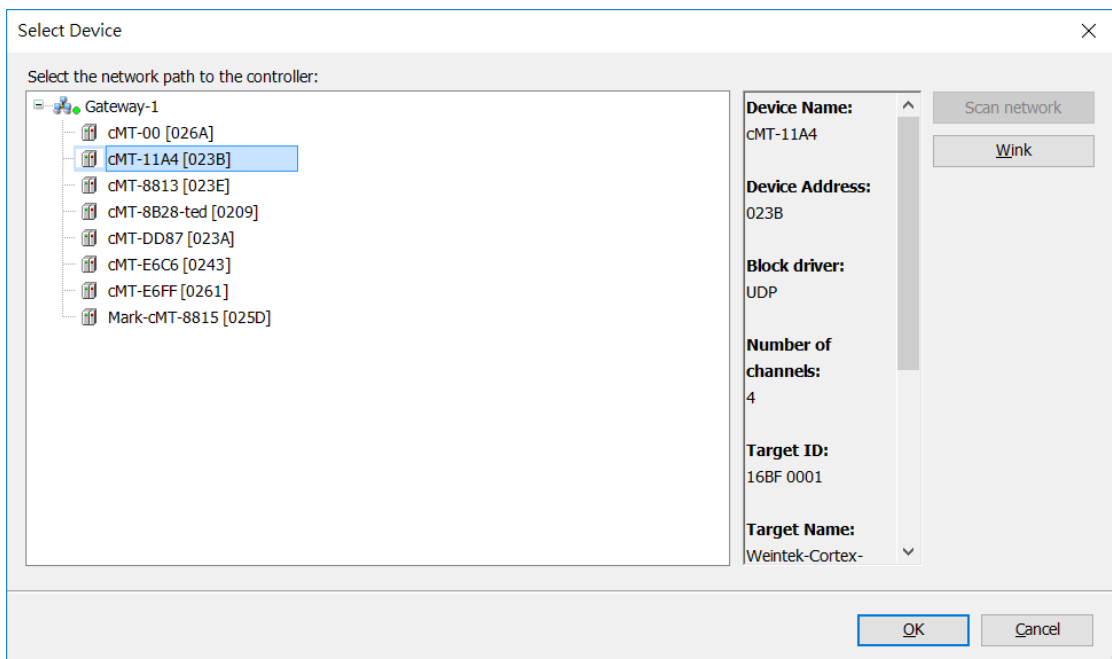 Select Device
Select the network path to the controller:
Gateway-1
cMT-00 [026A]
cMT-11A4 [023B]
cMT-8813 [023E]
cMT-8B28-ted [0209]
cMT-DD87 [023A]
cMT-E6C6 [0243]
cMT-E6FF [0261]
Mark-cMT-8815 [025D]
Device Name:
cMT-11A4
Device Address:
023B
Block driver:
UDP
Number of
channels:
4
Target ID:
16BF 0001
Target Name:
Weintek-Cortex-
Scan network
Wink
OK
Cancel